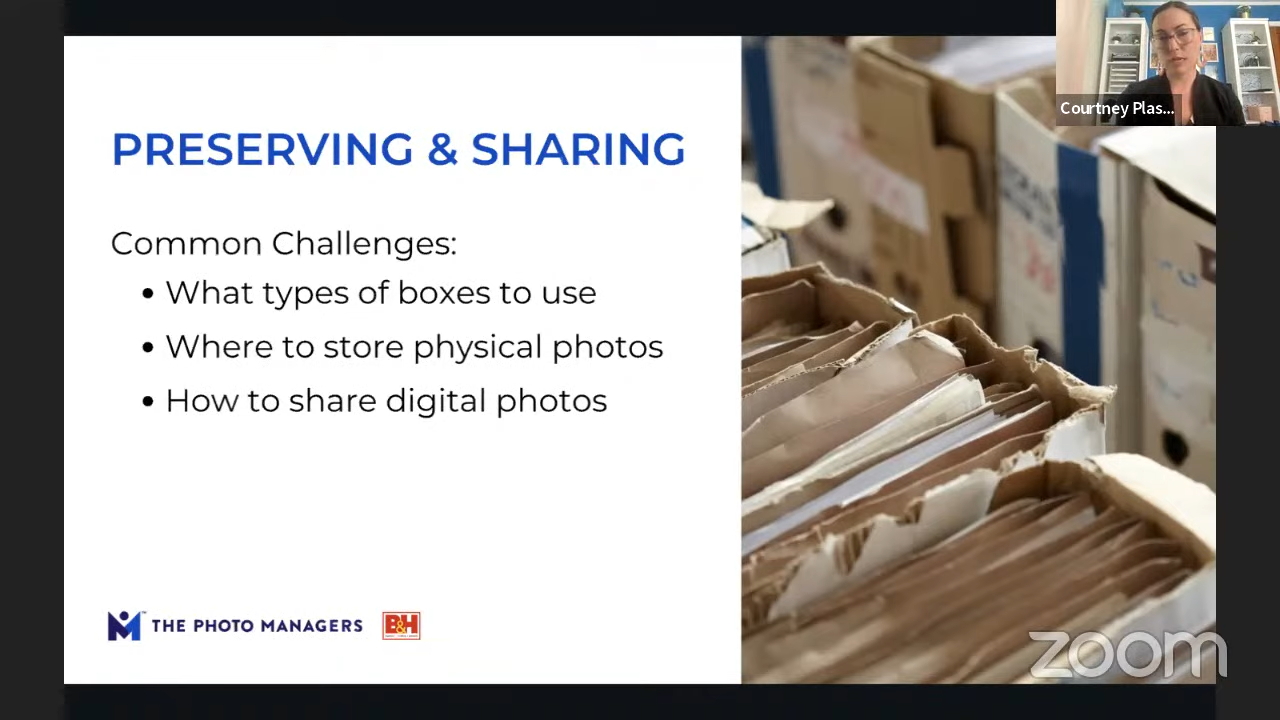 PRESERVING & SHARING
Common Challenges:
• What types of boxes to use
• Where to store physical photos
• How to share digital photos
THE PHOTO MANAGERS
B&H
Courtney Plas...
zoom